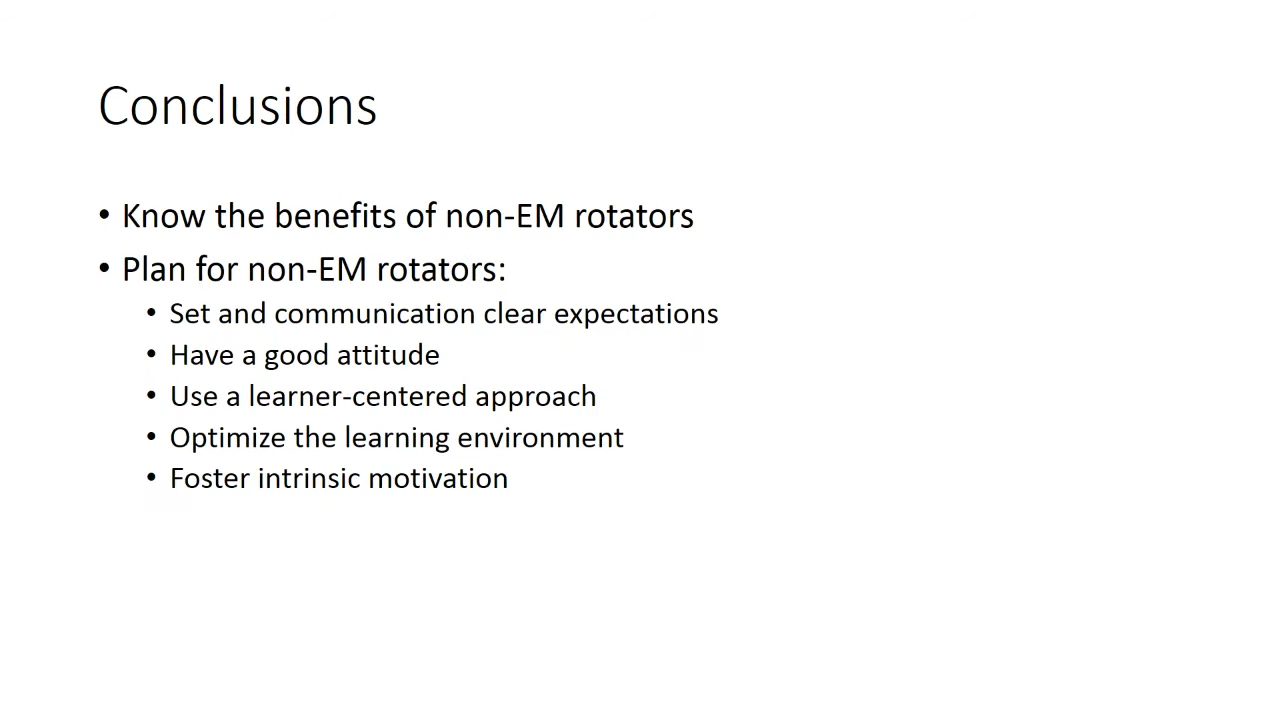 Conclusions
• Know the benefits of non-EM rotators
• Plan for non-EM rotators:
• Set and communication clear expectations
• Have a good attitude
• Use a learner-centered approach
• Optimize the learning environment
• Foster intrinsic motivation